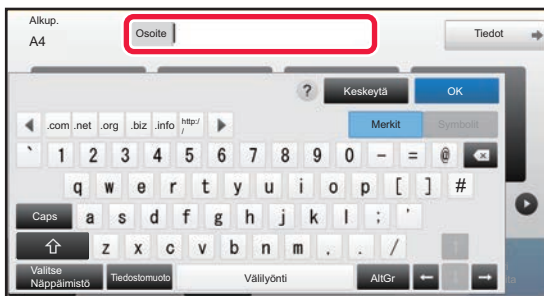 Alkup.
A4
Osoite
Tiedot
?
Keskeytä
OK
.com .net .org .biz .info http:/
/
Merkit
Symbolit
` 1 2 3 4 5 6 7 8 9 0 - = @
q w e r t y u i o p [ ] #
Caps a s d f g h j k l ; '
z x c v b n m , . /
Valitse
Näppäimistö
Tiedostomuoto
Välilyönti
AltGr